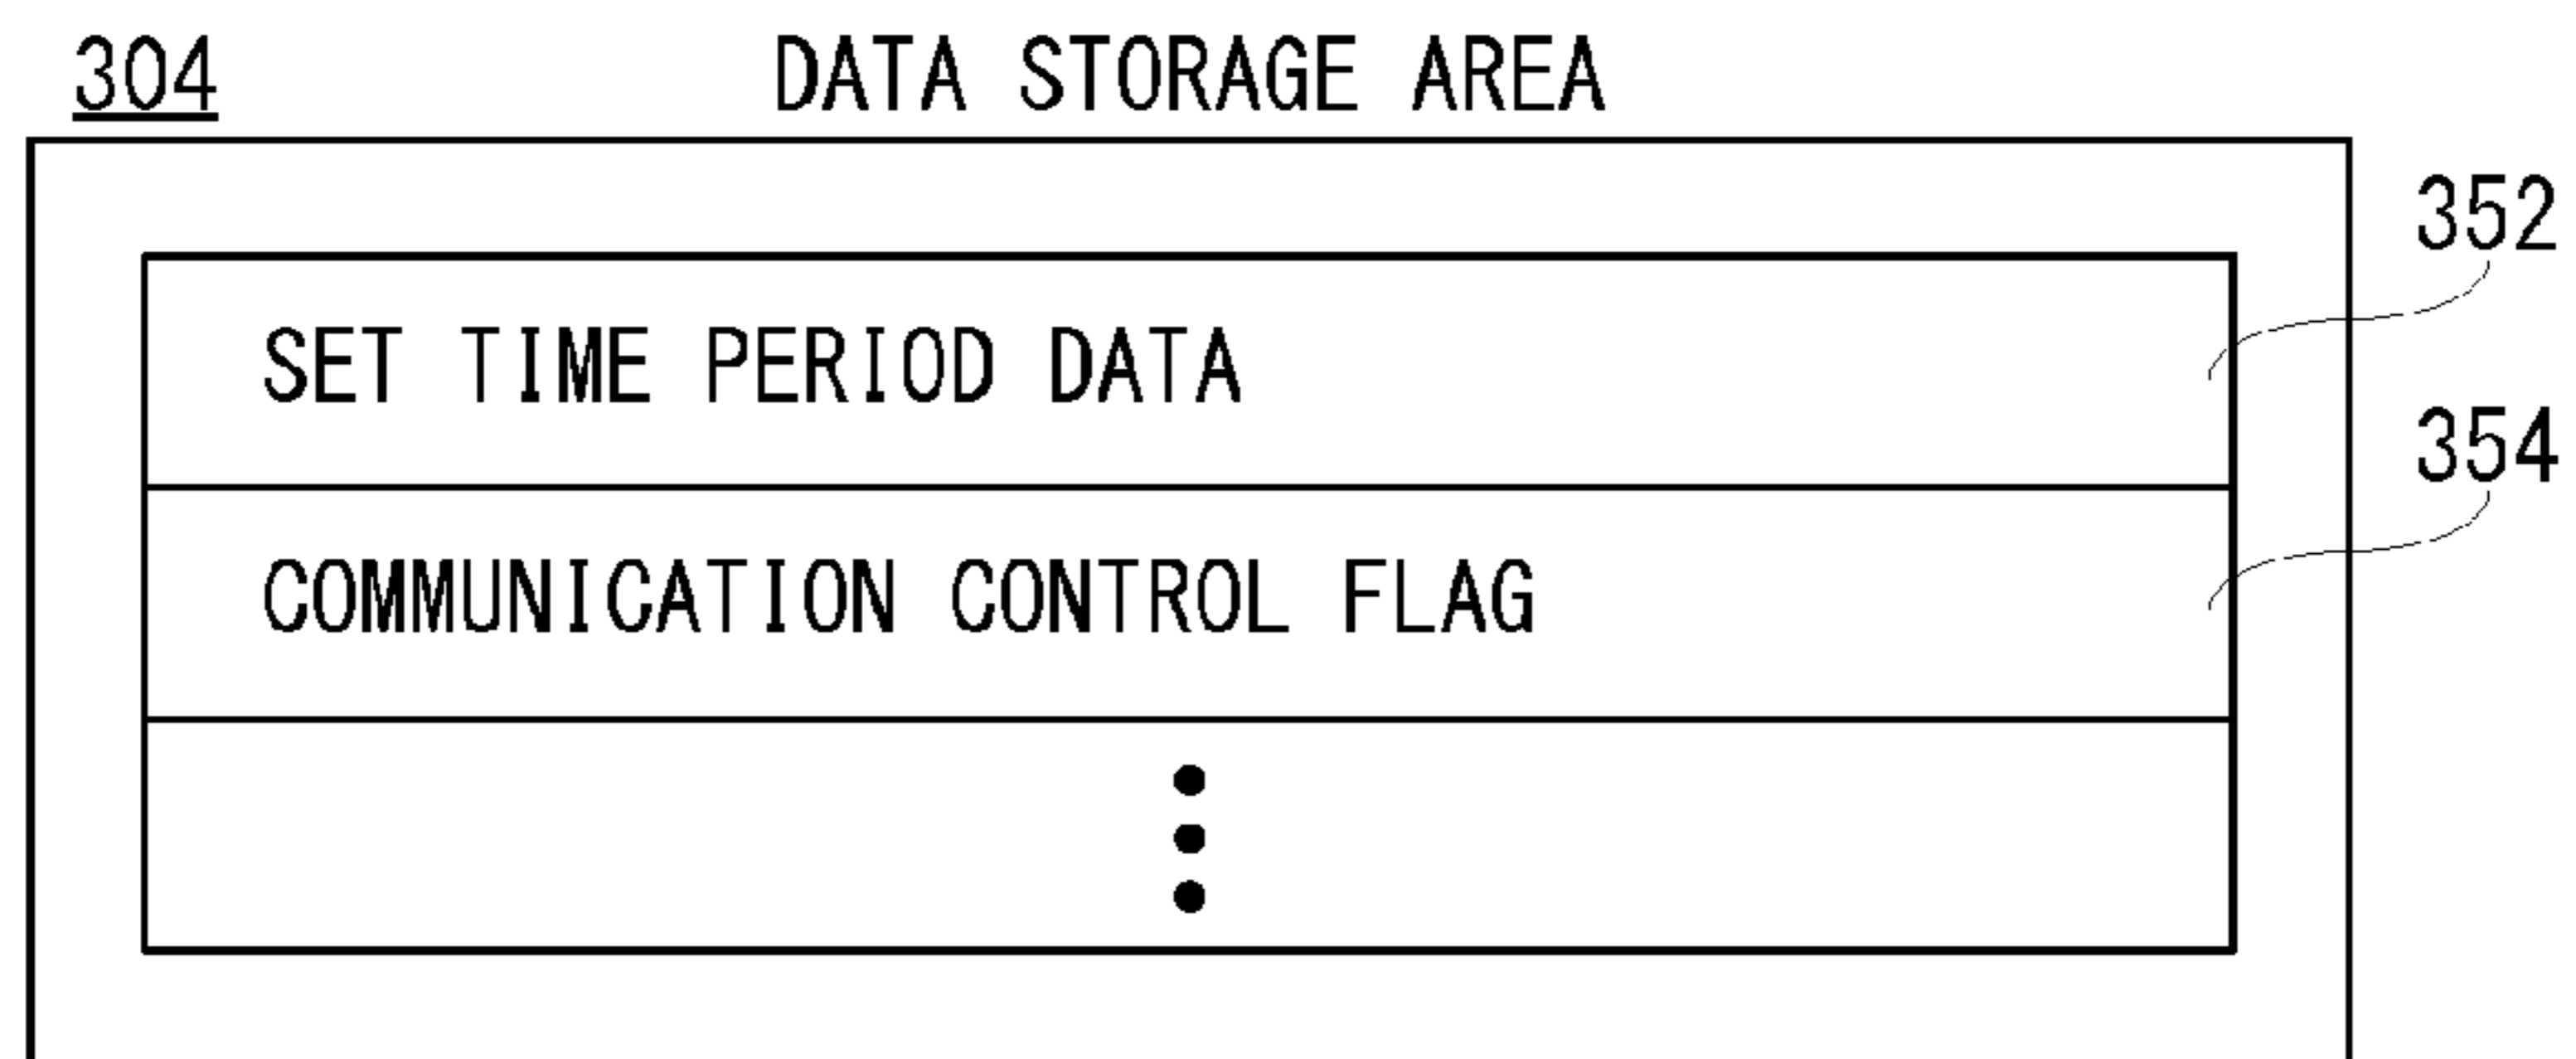 304 DATA STORAGE AREA
352
SET TIME PERIOD DATA
354
COMMUNICATION CONTROL FLAG